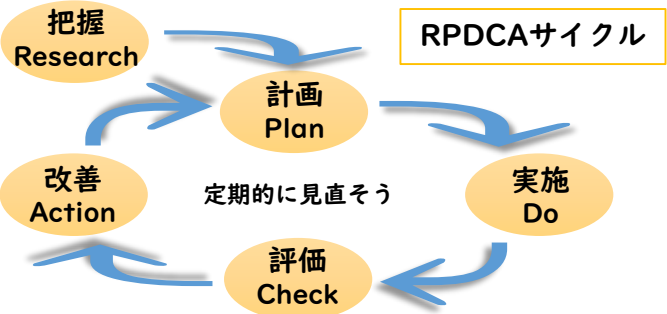 把握
Research
RPDCAサイクル
計画
Plan
改善
Action
定期的に見直そう
実施
Do
評価
Check